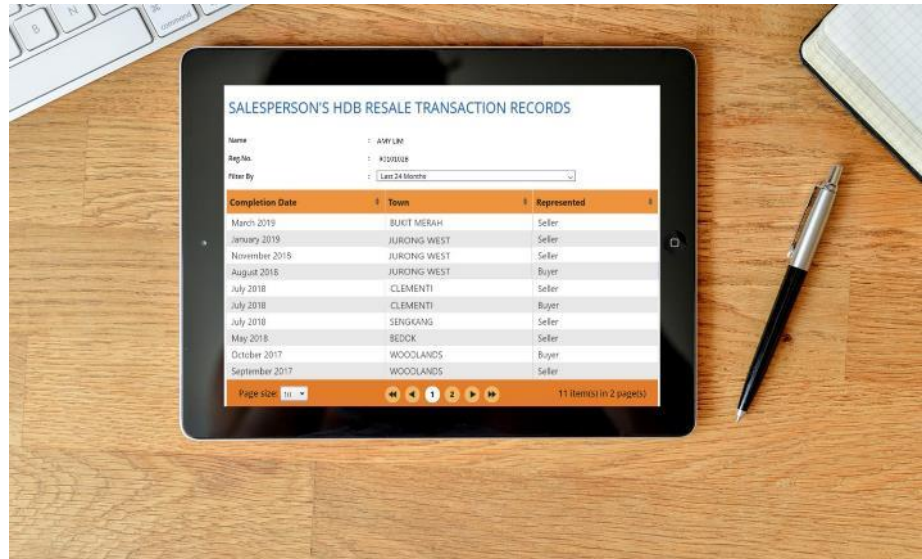 B
N
command
SALESPERSON'S HDB RESALE TRANSACTION RECORDS
Name : AMY LIM
Reg.No. :
Filter By : Last 24 Months
Completion Date Town Represented
March 2019 BUKIT MERAH Seller
January 2019 JURONG WEST Seller
November 2018 JURONG WEST Seller
August 2018 JURONG WEST Buyer
July 2018 CLEMENTI Seller
July 2018 CLEMENTI Buyer
July 2018 SENGKANG Seller
May 2018 BEDOK Seller
October 2017 WOODLANDS Buyer
September 2017 WOODLANDS Seller
Page size: 10 1 2 11 item(s) in 2 page(s)